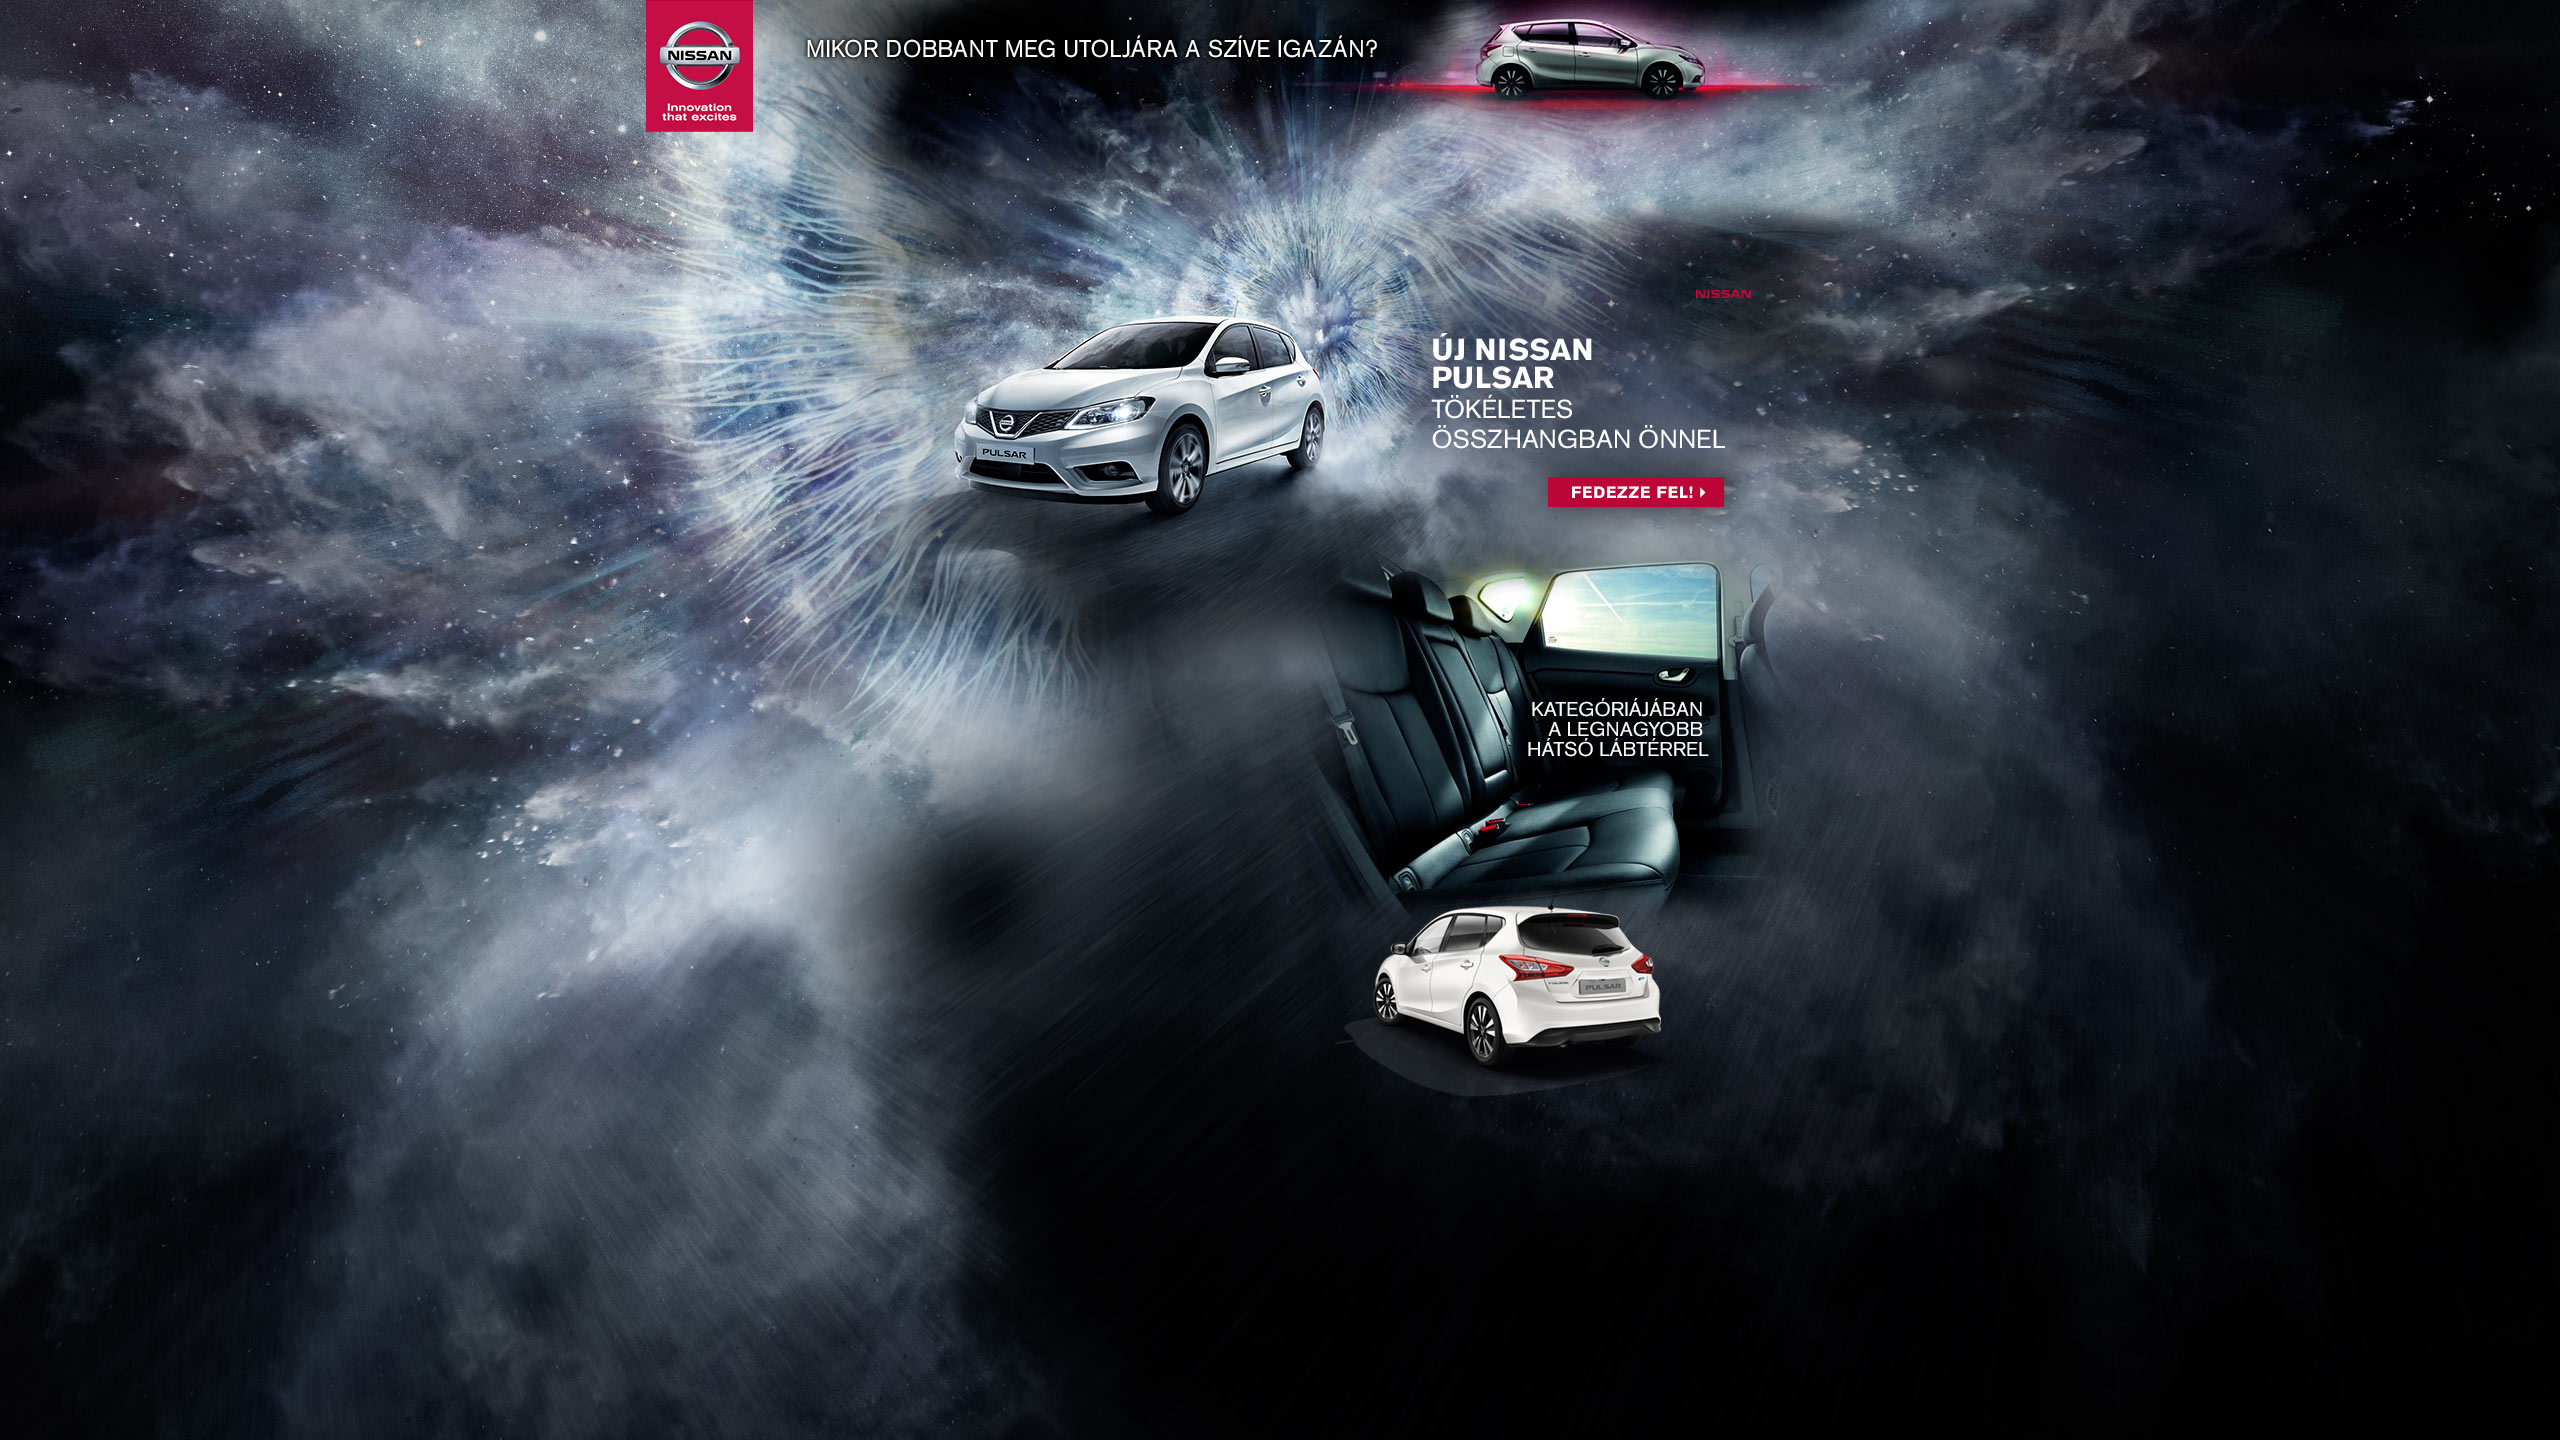 NISSAN
Innovation
that excites
MIKOR DOBBANT MEG UTOLJÁRA A SZÍVE IGAZÁN?
NISSAN
ÚJ NISSAN
PULSAR
TÖKÉLETES
ÖSSZHANGBAN ÖNNEL
FEDEZZE FEL!
PULSAR
KATEGÓRIÁJÁBAN
A LEGNAGYOBB
HÁTSÓ LÁBTÉRREL
PULSAR